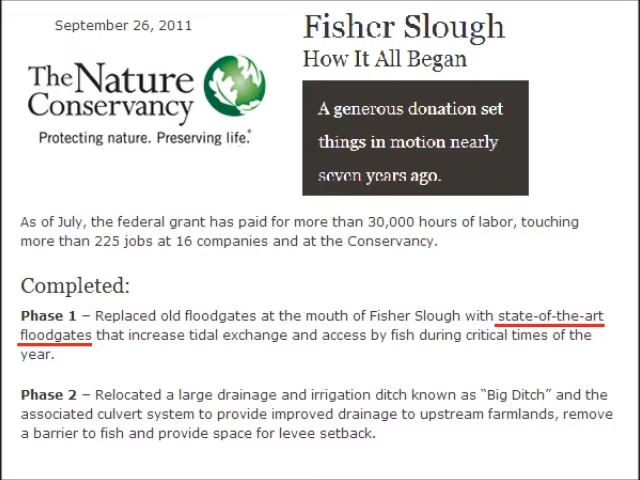 September 26, 2011
Fisher Slough
How It All Began
The Nature
Conservancy
Protecting nature. Preserving life.®
A generous donation set
things in motion nearly
seven years ago.
As of July, the federal grant has paid for more than 30,000 hours of labor, touching
more than 225 jobs at 16 companies and at the Conservancy.
Completed:
Phase 1 – Replaced old floodgates at the mouth of Fisher Slough with state-of-the-art
floodgates that increase tidal exchange and access by fish during critical times of the
year.
Phase 2 – Relocated a large drainage and irrigation ditch known as “Big Ditch” and the
associated culvert system to provide improved drainage to upstream farmlands, remove
a barrier to fish and provide space for levee setback.